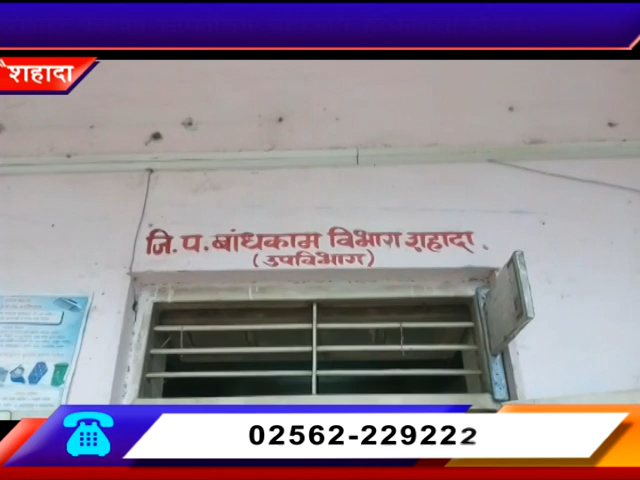 शहादा
जि. प. बांधकाम विभाग शहादा.
(उपविभाग)
02562-229222